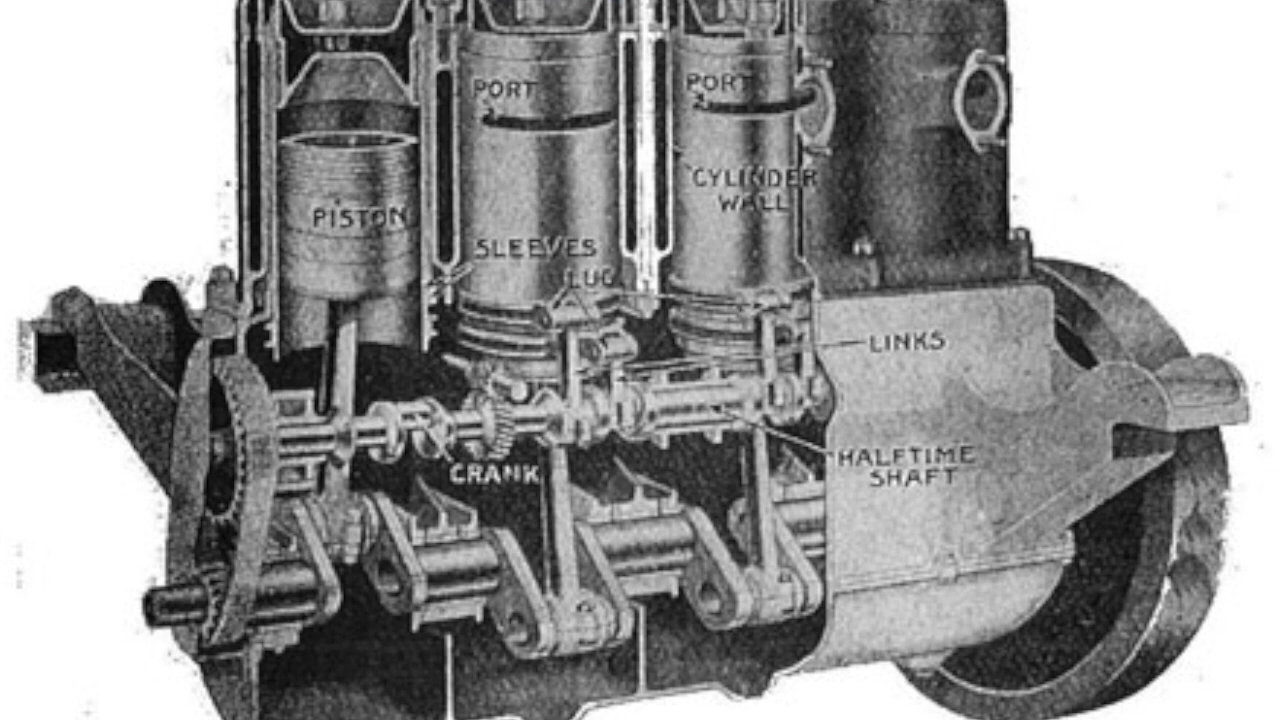 PORT
PORT
CYLINDER
WALL
PISTON
SLEEVES
LUG
LINKS
HALFTIME
SHAFT
CRANK